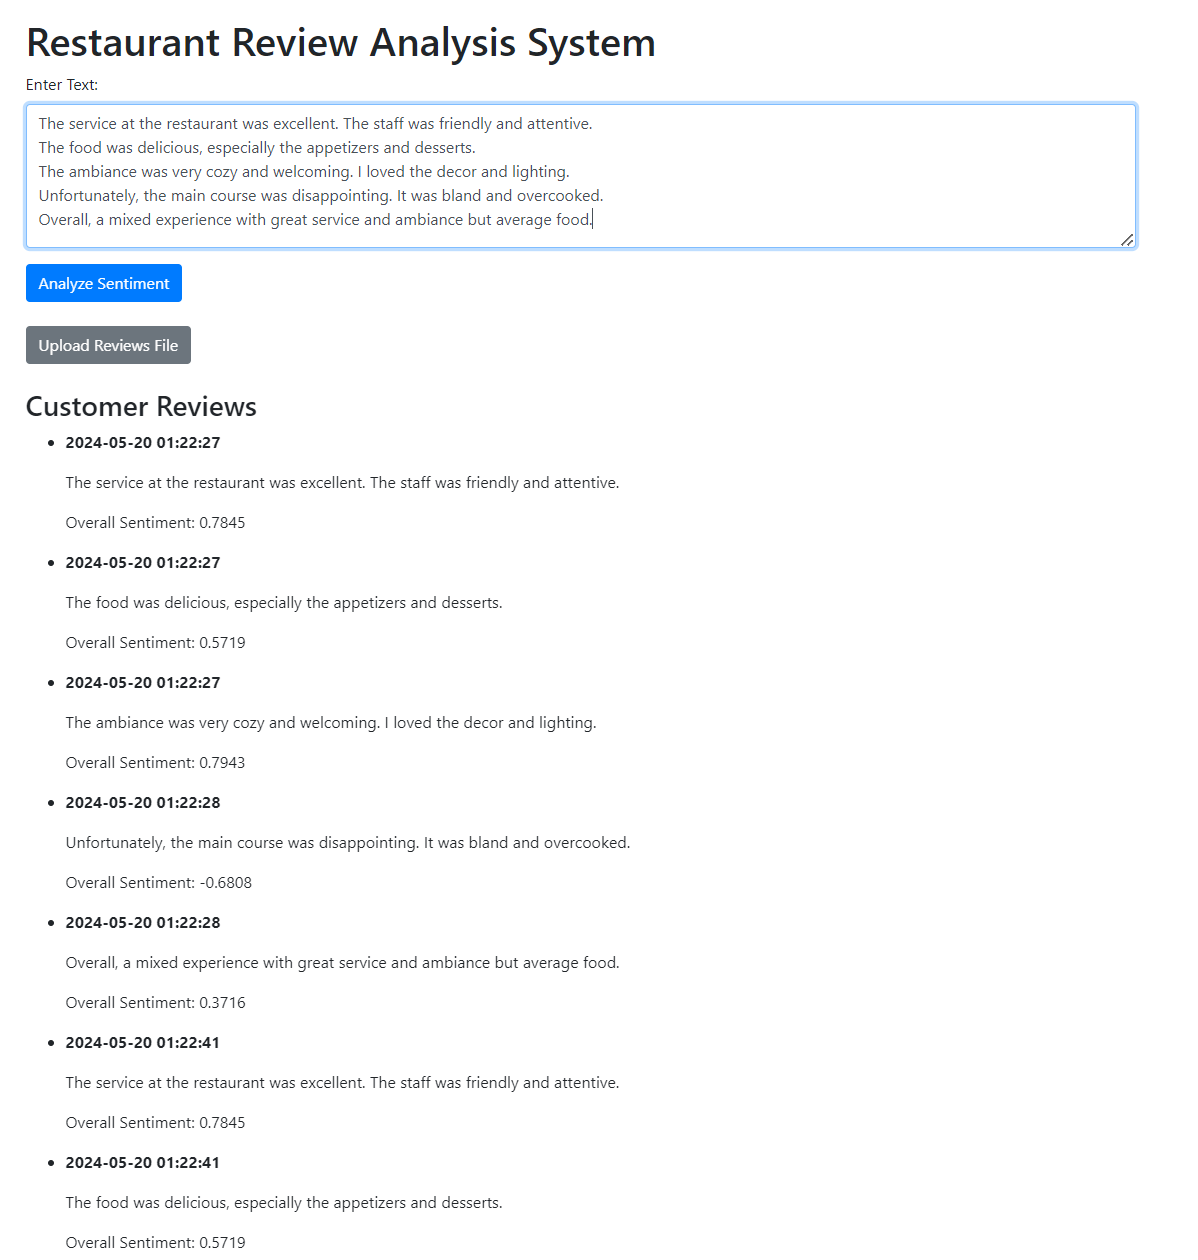 Restaurant Review Analysis System
Enter Text:
The service at the restaurant was excellent. The staff was friendly and attentive.
The food was delicious, especially the appetizers and desserts.
The ambiance was very cozy and welcoming. I loved the decor and lighting.
Unfortunately, the main course was disappointing. It was bland and overcooked.
Overall, a mixed experience with great service and ambiance but average food.
Analyze Sentiment
Upload Reviews File
Customer Reviews
2024-05-20 01:22:27
The service at the restaurant was excellent. The staff was friendly and attentive.
Overall Sentiment: 0.7845
2024-05-20 01:22:27
The food was delicious, especially the appetizers and desserts.
Overall Sentiment: 0.5719
2024-05-20 01:22:27
The ambiance was very cozy and welcoming. I loved the decor and lighting.
Overall Sentiment: 0.7943
2024-05-20 01:22:28
Unfortunately, the main course was disappointing. It was bland and overcooked.
Overall Sentiment: -0.6808
2024-05-20 01:22:28
Overall, a mixed experience with great service and ambiance but average food.
Overall Sentiment: 0.3716
2024-05-20 01:22:41
The service at the restaurant was excellent. The staff was friendly and attentive.
Overall Sentiment: 0.7845
2024-05-20 01:22:41
The food was delicious, especially the appetizers and desserts.
Overall Sentiment: 0.5719